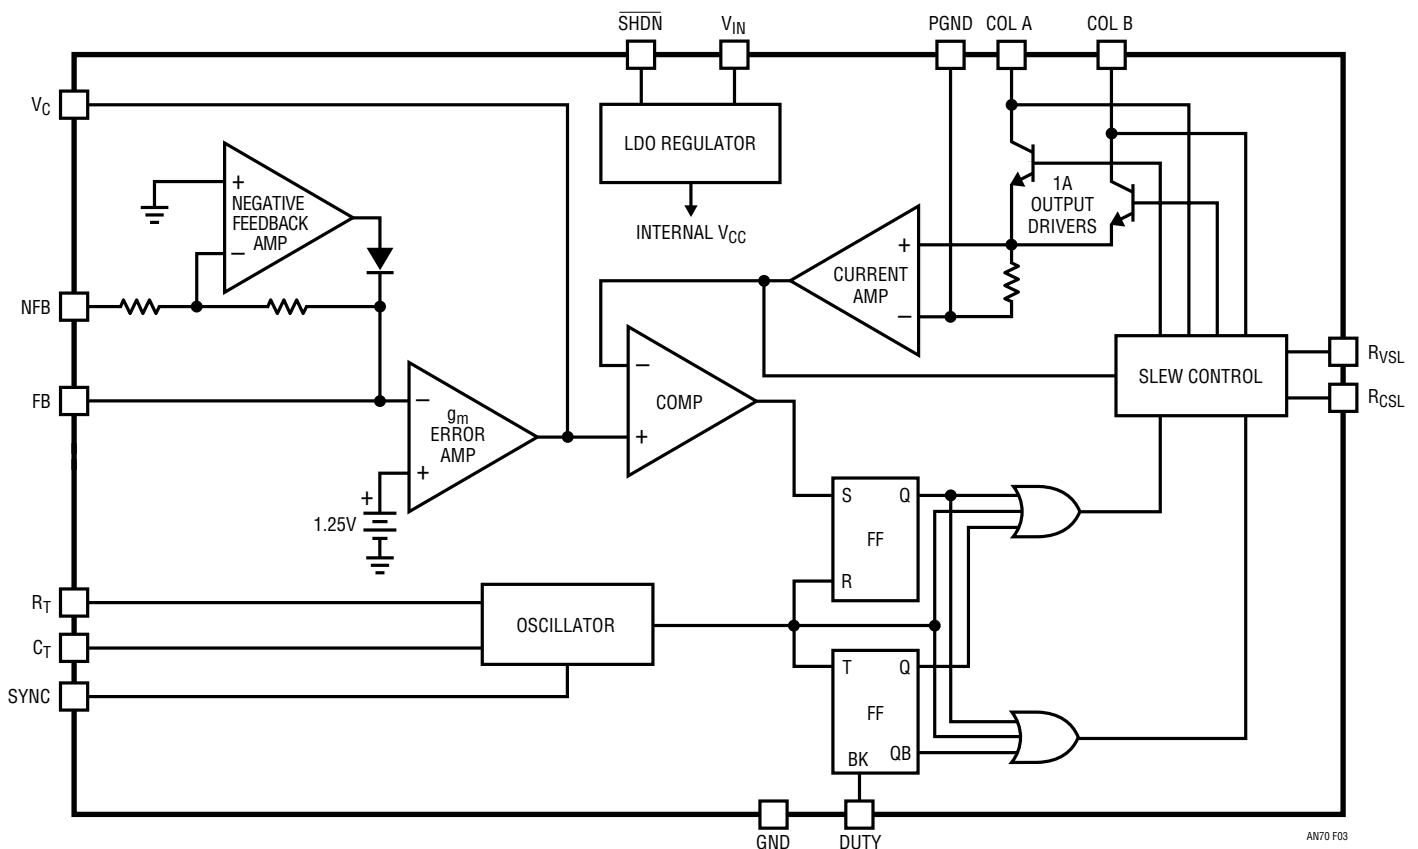 SHDN
VIN
PGND
COL A
COL B
VC
LDO REGULATOR
+
NEGATIVE
FEEDBACK
AMP
–
1A
OUTPUT
DRIVERS
INTERNAL VCC
+
CURRENT
AMP
–
NFB
RVSL
–
COMP
+
SLEW CONTROL
RCSL
FB
–
gm
ERROR
AMP
+
+
1.25V
S
Q
FF
R
RT
OSCILLATOR
CT
T
Q
SYNC
FF
BK
QB
GND
DUTY
AN70 F03